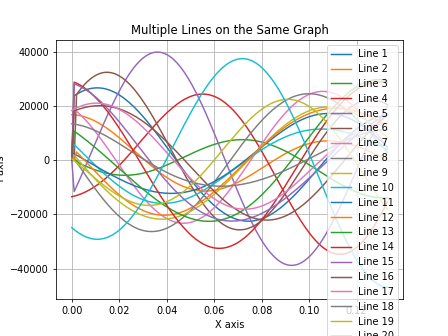 Multiple Lines on the Same Graph
40000
20000
0
−20000
−40000
0.00
0.02
0.04
0.06
0.08
0.10
X axis
Line 1
Line 2
Line 3
Line 4
Line 5
Line 6
Line 7
Line 8
Line 9
Line 10
Line 11
Line 12
Line 13
Line 14
Line 15
Line 16
Line 17
Line 18
Line 19
Line 20